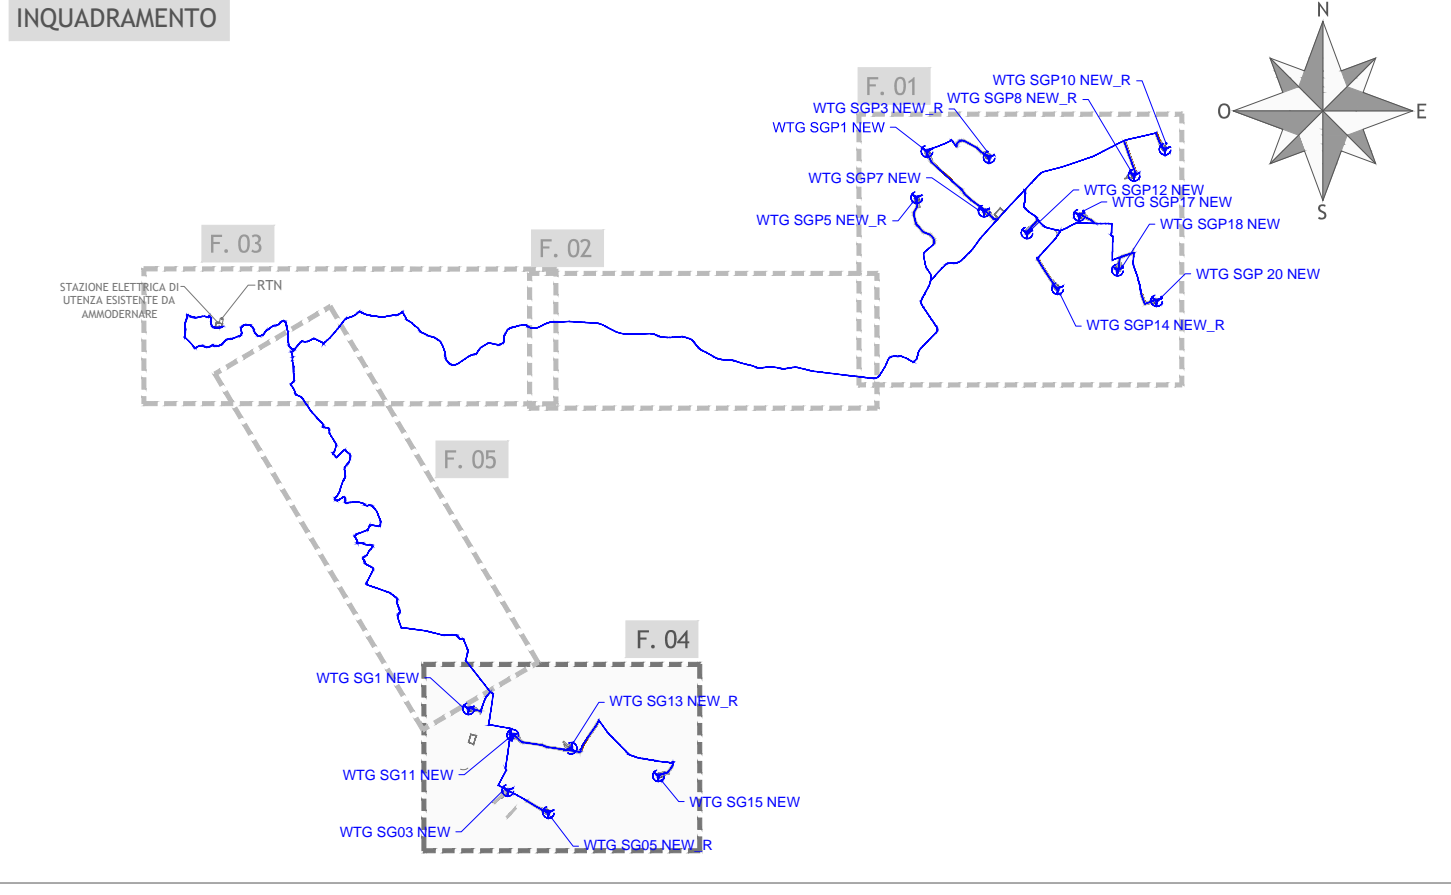 INQUADRAMENTO
N
O
E
S
F. 01
WTG SGP10 NEW_R
WTG SGP8 NEW_R
WTG SGP3 NEW_R
WTG SGP1 NEW
WTG SGP7 NEW
WTG SGP5 NEW_R
WTG SGP12 NEW
WTG SGP17 NEW
WTG SGP18 NEW
WTG SGP 20 NEW
WTG SGP14 NEW_R
F. 03
F. 02
STAZIONE ELETTRICA DI
UTENZA ESISTENTE DA
AMMODERNARE
RTN
F. 05
F. 04
WTG SG1 NEW
WTG SG13 NEW_R
WTG SG11 NEW
WTG SG15 NEW
WTG SG03 NEW
WTG SG05 NEW_R